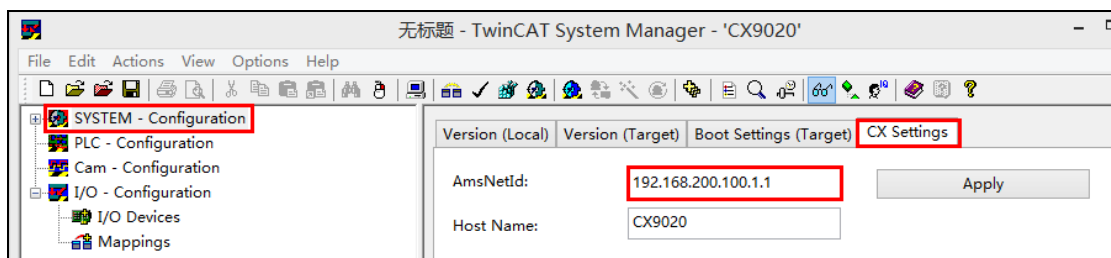 无标题 - TwinCAT System Manager - 'CX9020'
File Edit Actions View Options Help
SYSTEM - Configuration
PLC - Configuration
Cam - Configuration
I/O - Configuration
I/O Devices
Mappings
Version (Local) Version (Target) Boot Settings (Target) CX Settings
AmsNetId: 192.168.200.100.1.1 Apply
Host Name: CX9020